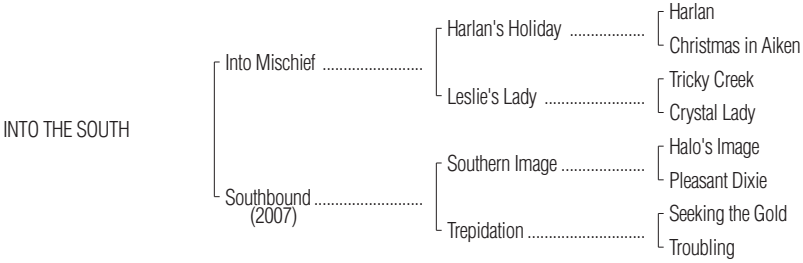 Harlan
Harlan's Holiday ..................
Christmas in Aiken
Into Mischief ........................
Tricky Creek
Leslie's Lady ........................
Crystal Lady
INTO THE SOUTH
Halo's Image
Southern Image ....................
Pleasant Dixie
Southbound ..........................
(2007)
Seeking the Gold
Trepidation ............................
Troubling